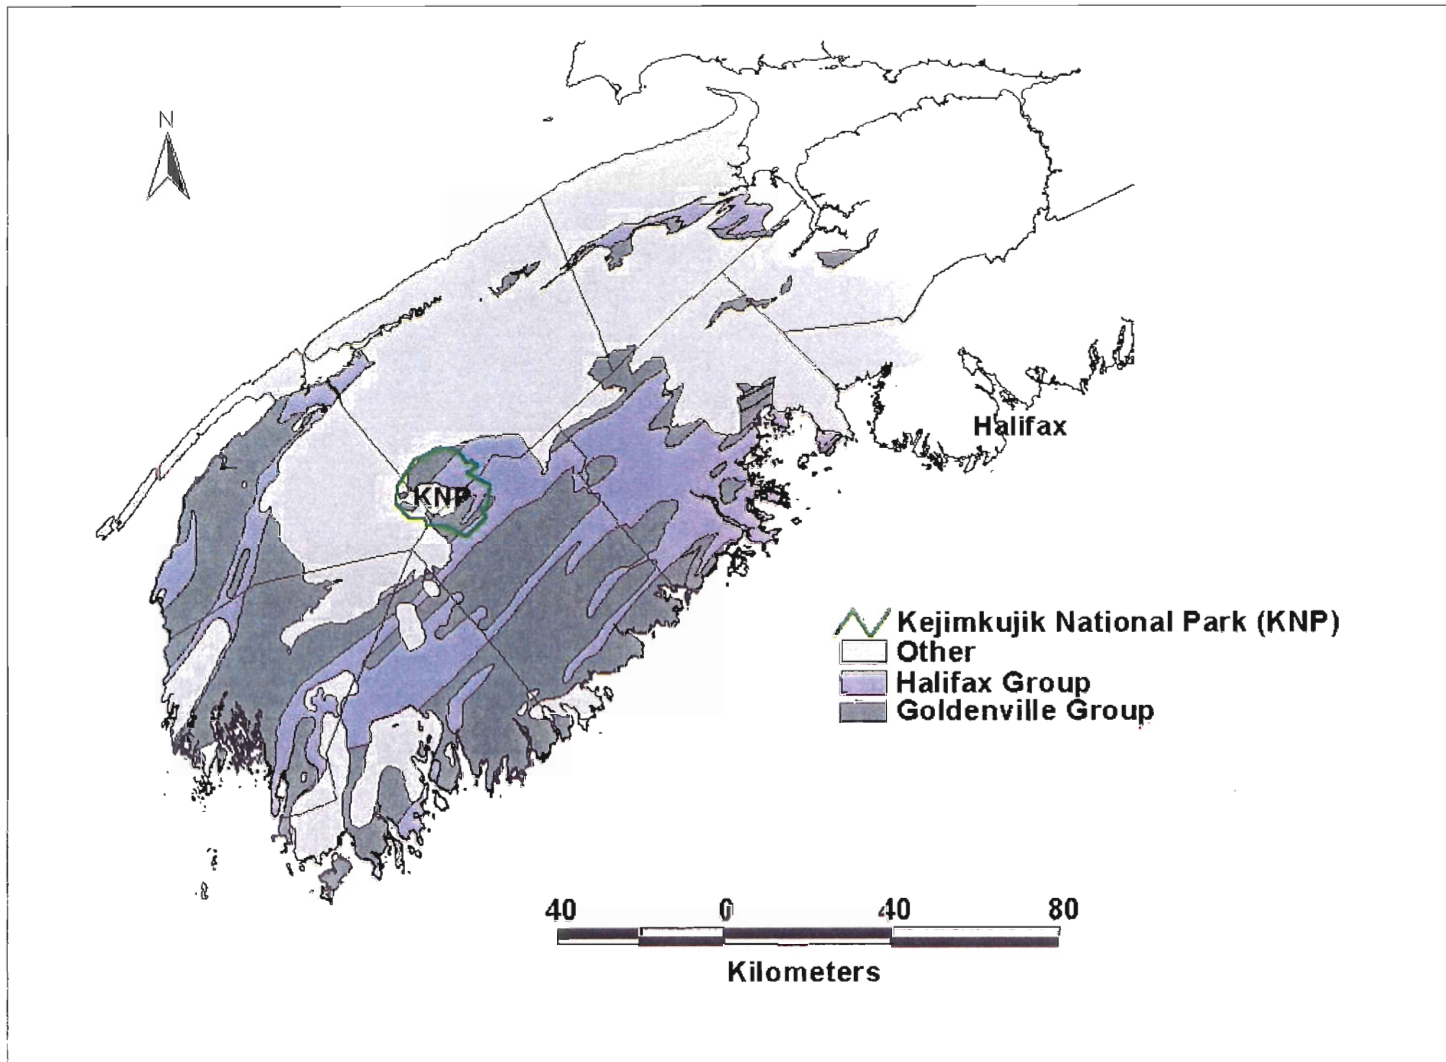 N
Halifax
KNP
Kejimkujik National Park (KNP)
Other
Halifax Group
Goldenville Group
40 0 40 80
Kilometers